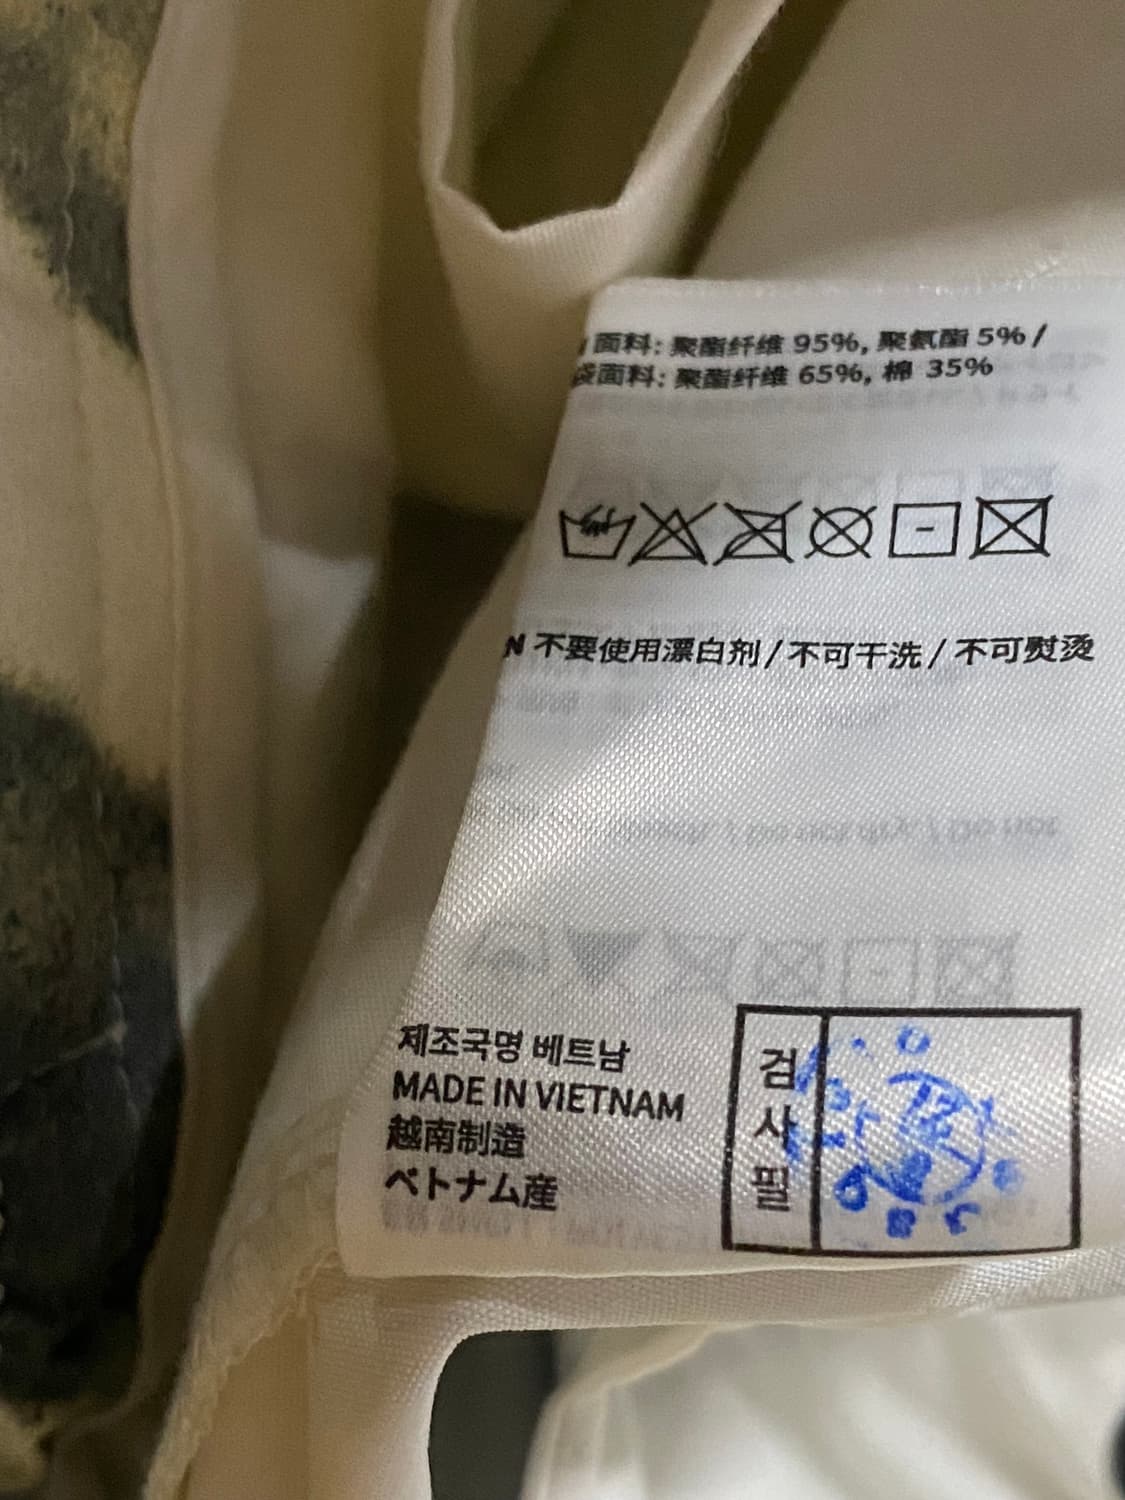 面料: 聚酯纤维 95%, 聚氨酯 5% /
袋面料: 聚酯纤维 65%, 棉 35%
N 不要使用漂白剂 / 不可干洗 / 不可熨烫
제조국명 베트남
MADE IN VIETNAM
越南制造
ベトナム産
검사필